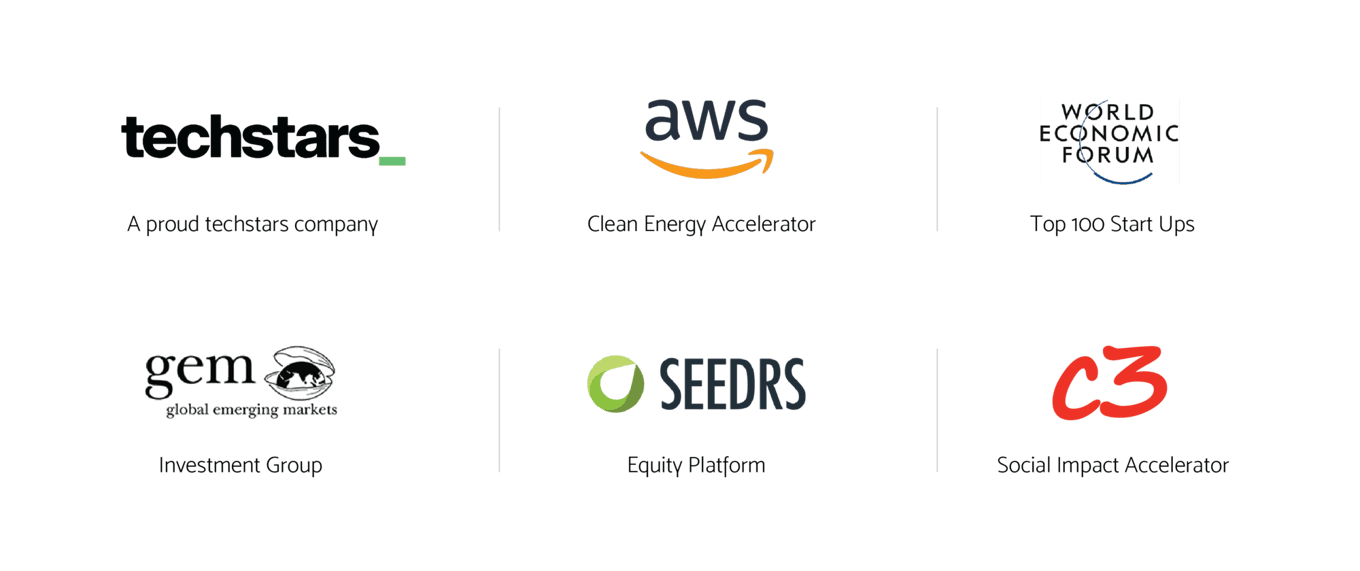 techstars_
aws
WORLD
ECONOMIC
FORUM
A proud techstars company
Clean Energy Accelerator
Top 100 Start Ups
gem
global emerging markets
SEEDRS
c3
Investment Group
Equity Platform
Social Impact Accelerator